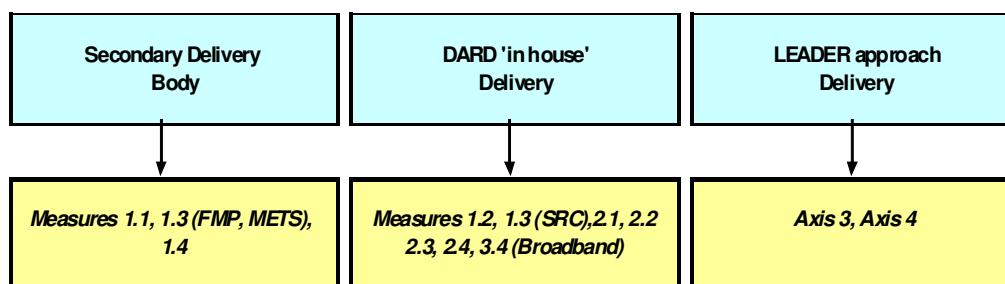 Secondary Delivery
Body
DARD 'in house'
Delivery
LEADER approach
Delivery
Measures 1.1, 1.3 (FMP, METS),
1.4
Measures 1.2, 1.3 (SRC),2.1, 2.2
2.3, 2.4, 3.4 (Broadband)
Axis 3, Axis 4